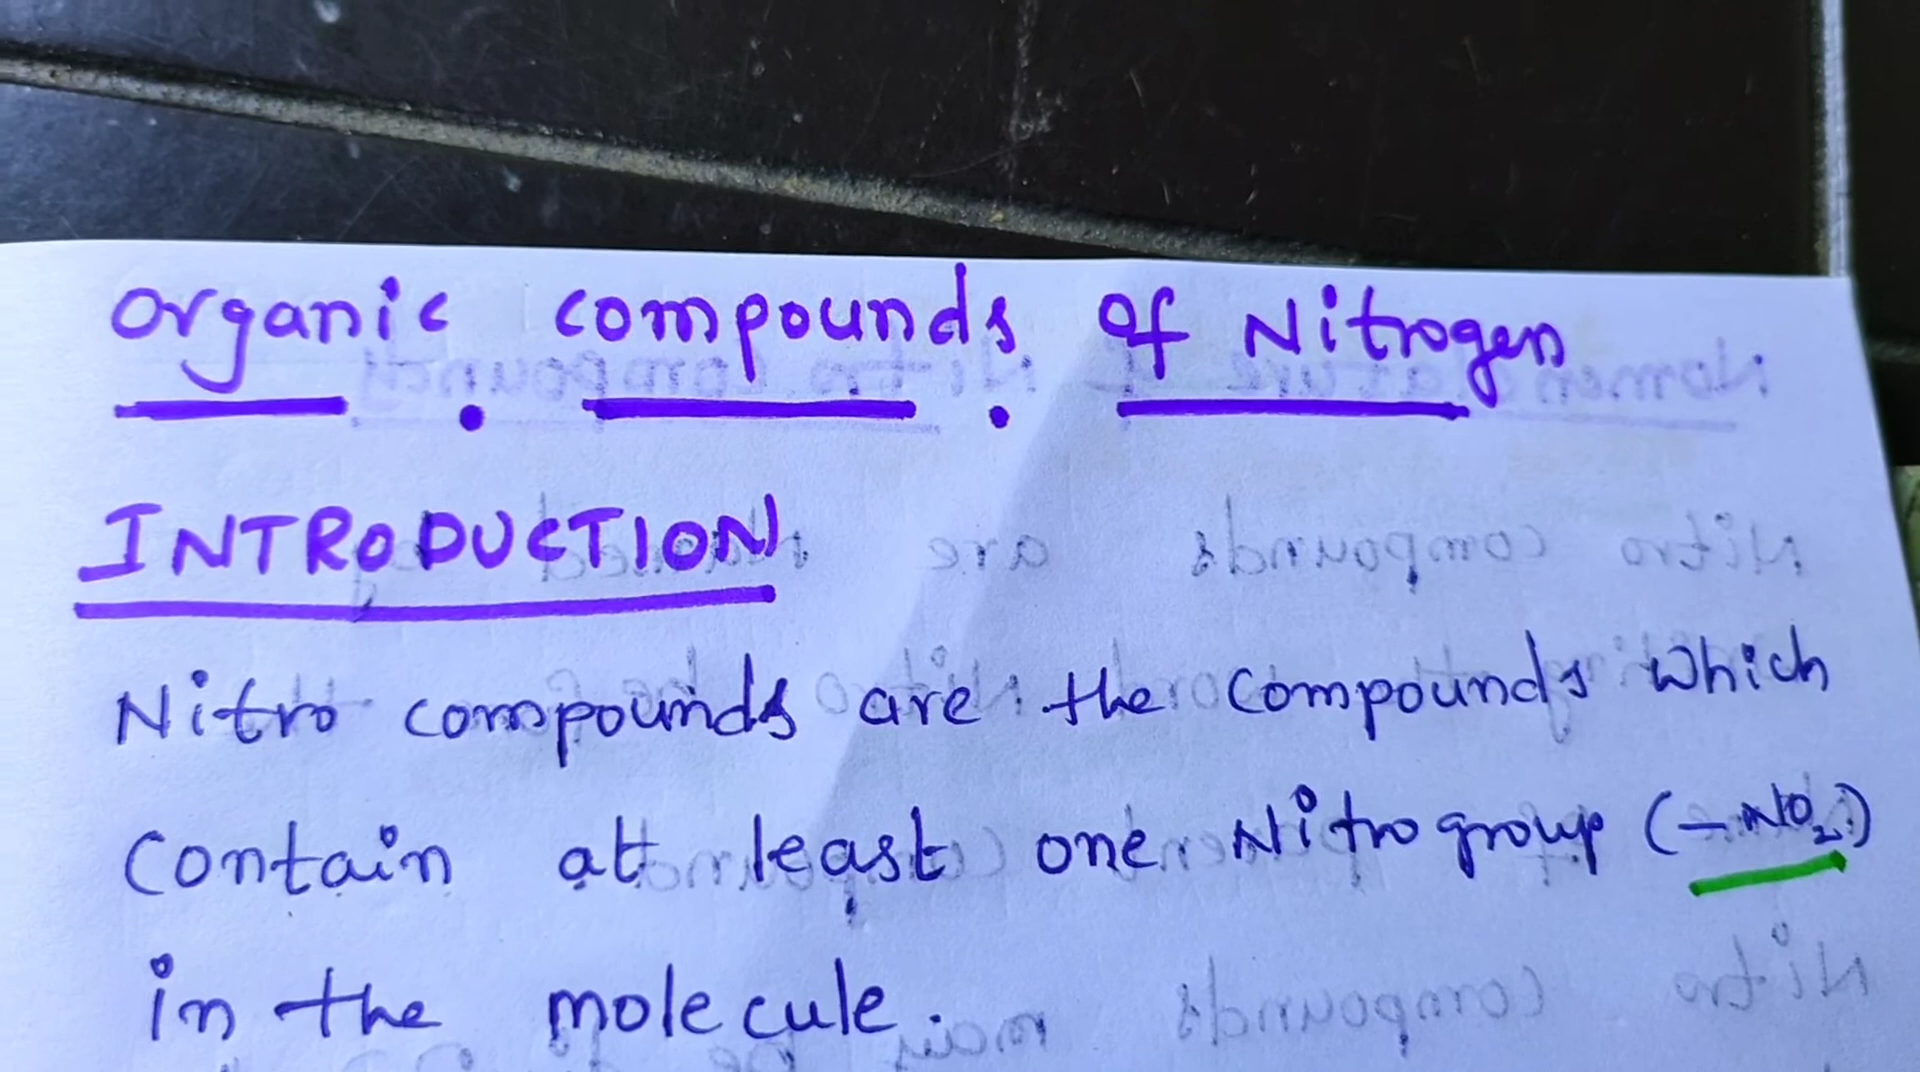 organic compounds of Nitrogen
INTRODUCTION
Nitro compounds are the compounds which
contain at least one Nitro group (-NO₂)
in the molecule.